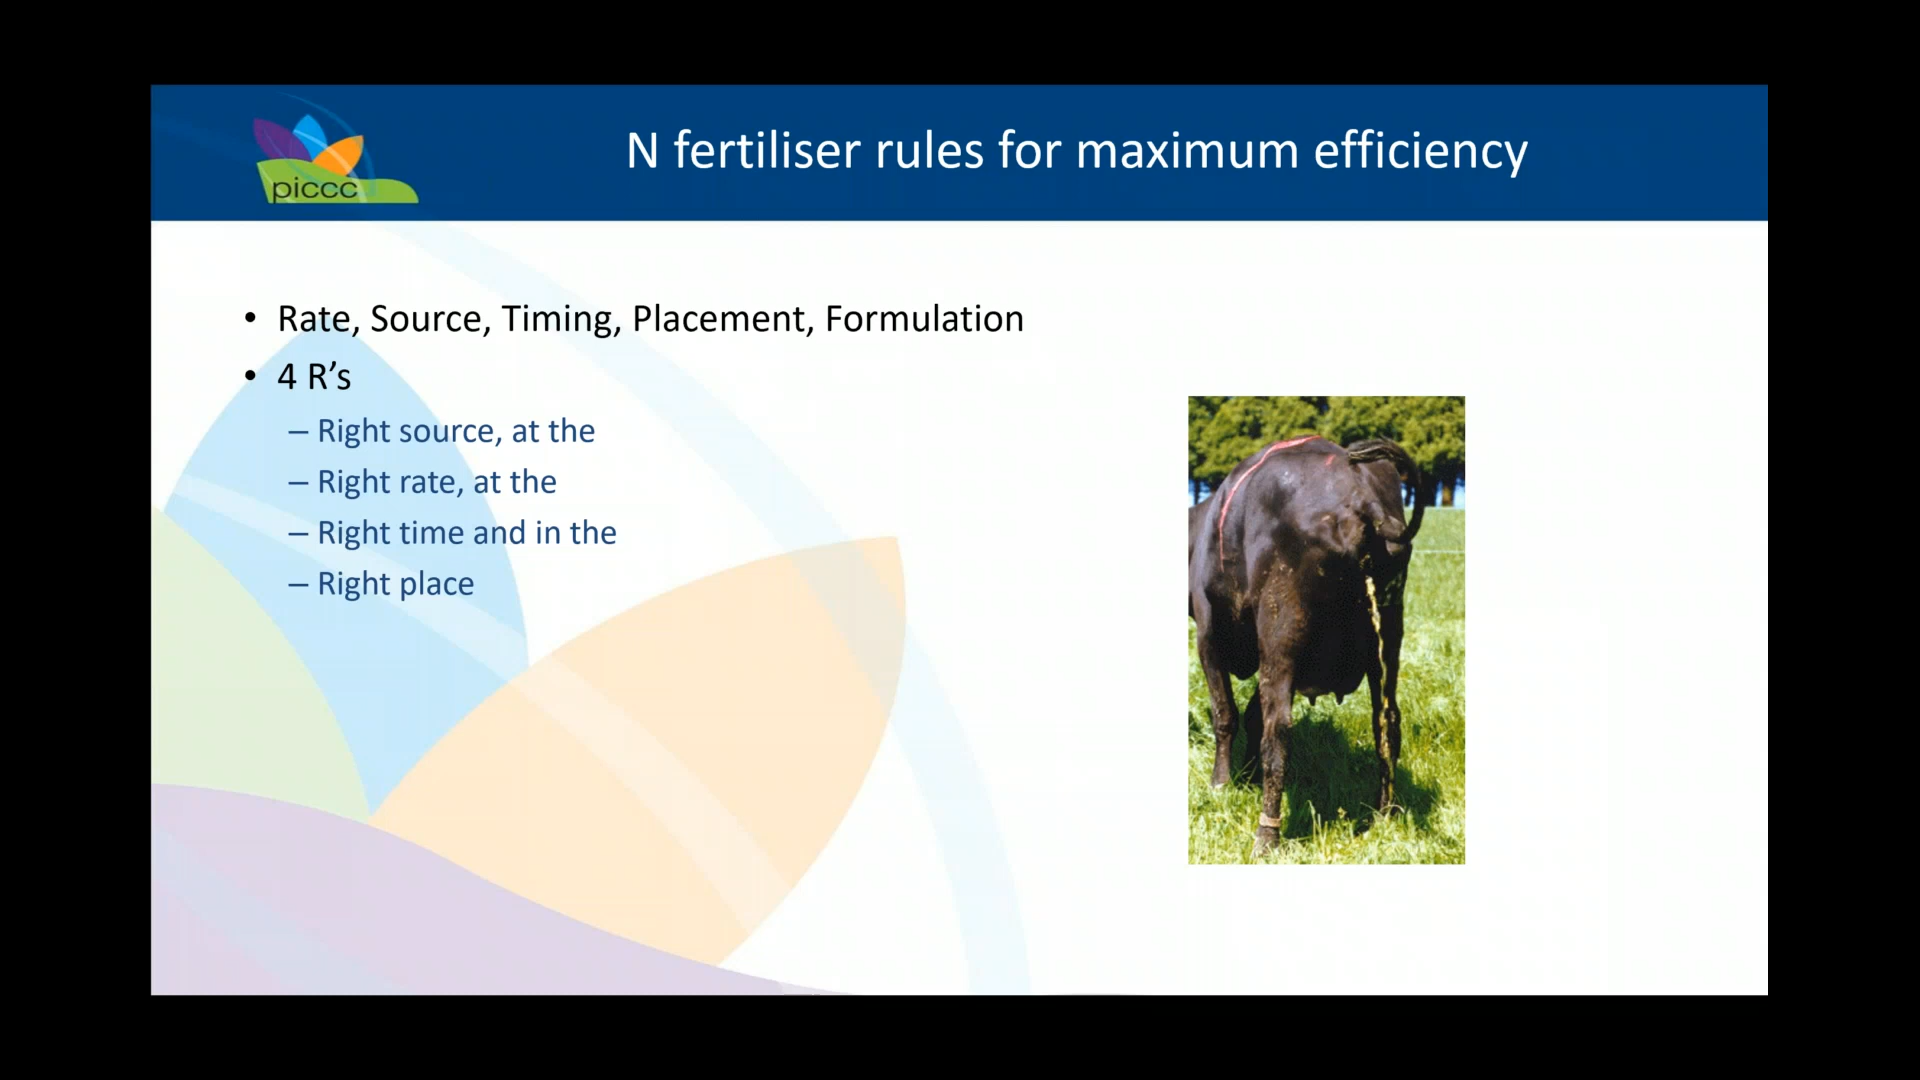 piccc
N fertiliser rules for maximum efficiency
• Rate, Source, Timing, Placement, Formulation
• 4 R’s
– Right source, at the
– Right rate, at the
– Right time and in the
– Right place